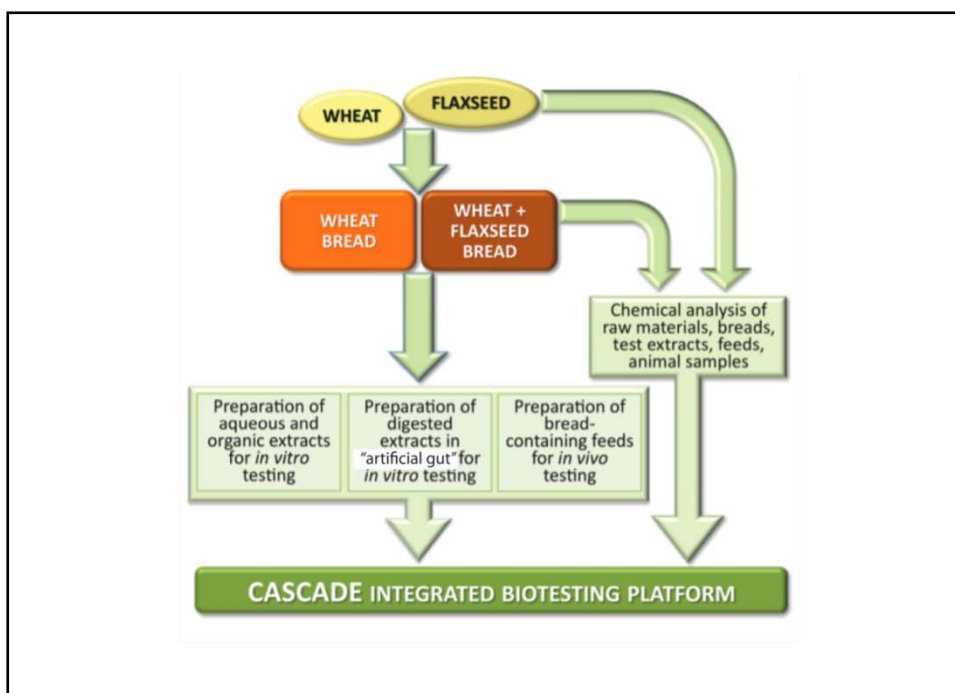 WHEAT
FLAXSEED
WHEAT
BREAD
WHEAT +
FLAXSEED
BREAD
Chemical analysis of
raw materials, breads,
test extracts, feeds,
animal samples
Preparation of
aqueous and
organic extracts
for in vitro
testing
Preparation of
digested
extracts in
“artificial gut” for
in vitro testing
Preparation of
bread-
containing feeds
for in vivo
testing
CASCADE INTEGRATED BIOTESTING PLATFORM